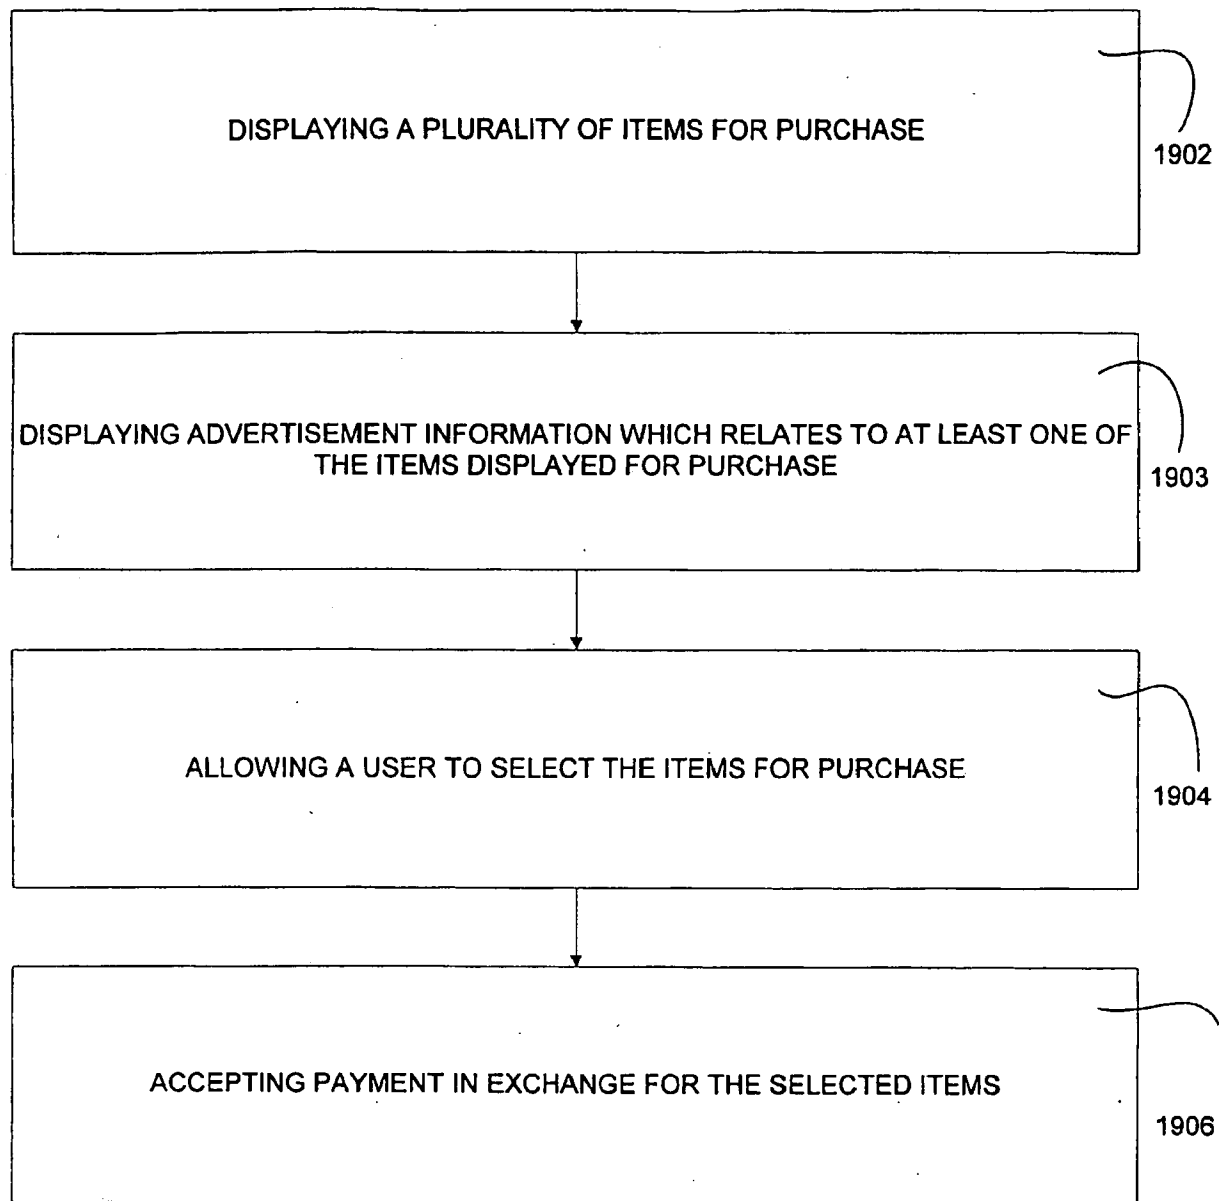 DISPLAYING A PLURALITY OF ITEMS FOR PURCHASE
1902
DISPLAYING ADVERTISEMENT INFORMATION WHICH RELATES TO AT LEAST ONE OF
THE ITEMS DISPLAYED FOR PURCHASE
1903
ALLOWING A USER TO SELECT THE ITEMS FOR PURCHASE
1904
ACCEPTING PAYMENT IN EXCHANGE FOR THE SELECTED ITEMS
1906